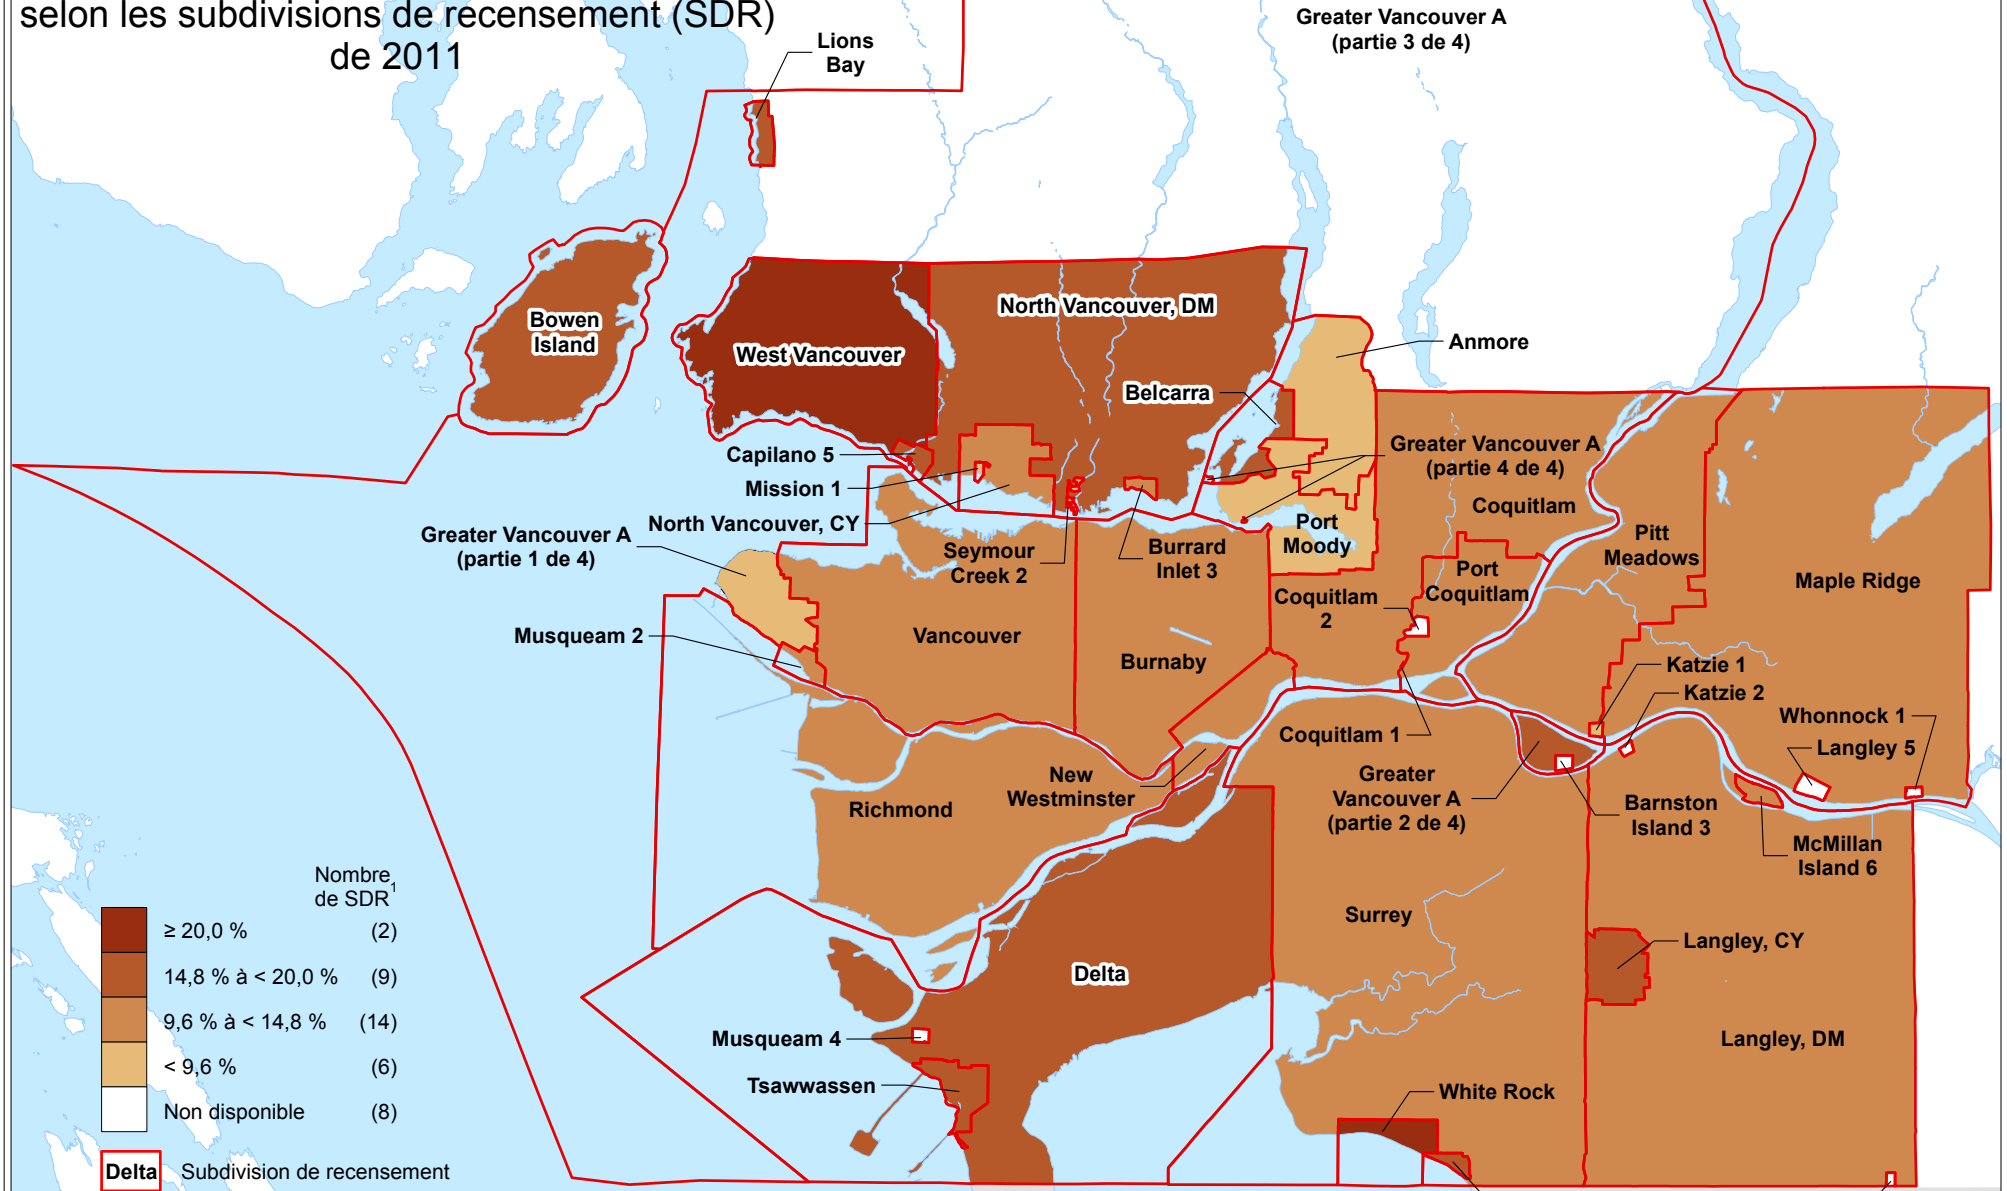 selon les subdivisions de recensement (SDR)
de 2011
Greater Vancouver A
(partie 3 de 4)
Lions
Bay
Bowen
Island
West Vancouver
North Vancouver, DM
Anmore
Belcarra
Greater Vancouver A
(partie 4 de 4)
Capilano 5
Mission 1
North Vancouver, CY
Coquitlam
Port
Moody
Pitt
Meadows
Greater Vancouver A
(partie 1 de 4)
Seymour
Creek 2
Burrard
Inlet 3
Port
Coquitlam
Maple Ridge
Coquitlam
2
Musqueam 2
Vancouver
Burnaby
Katzie 1
Katzie 2
Whonnock 1
Langley 5
Coquitlam 1
New
Westminster
Greater
Vancouver A
(partie 2 de 4)
Richmond
Barnston
Island 3
McMillan
Island 6
Surrey
Langley, CY
Delta
Langley, DM
Musqueam 4
Tsawwassen
White Rock
Nombre
de SDR1
≥ 20,0 % (2)
14,8 % à < 20,0 % (9)
9,6 % à < 14,8 % (14)
< 9,6 % (6)
Non disponible (8)
Delta Subdivision de recensement